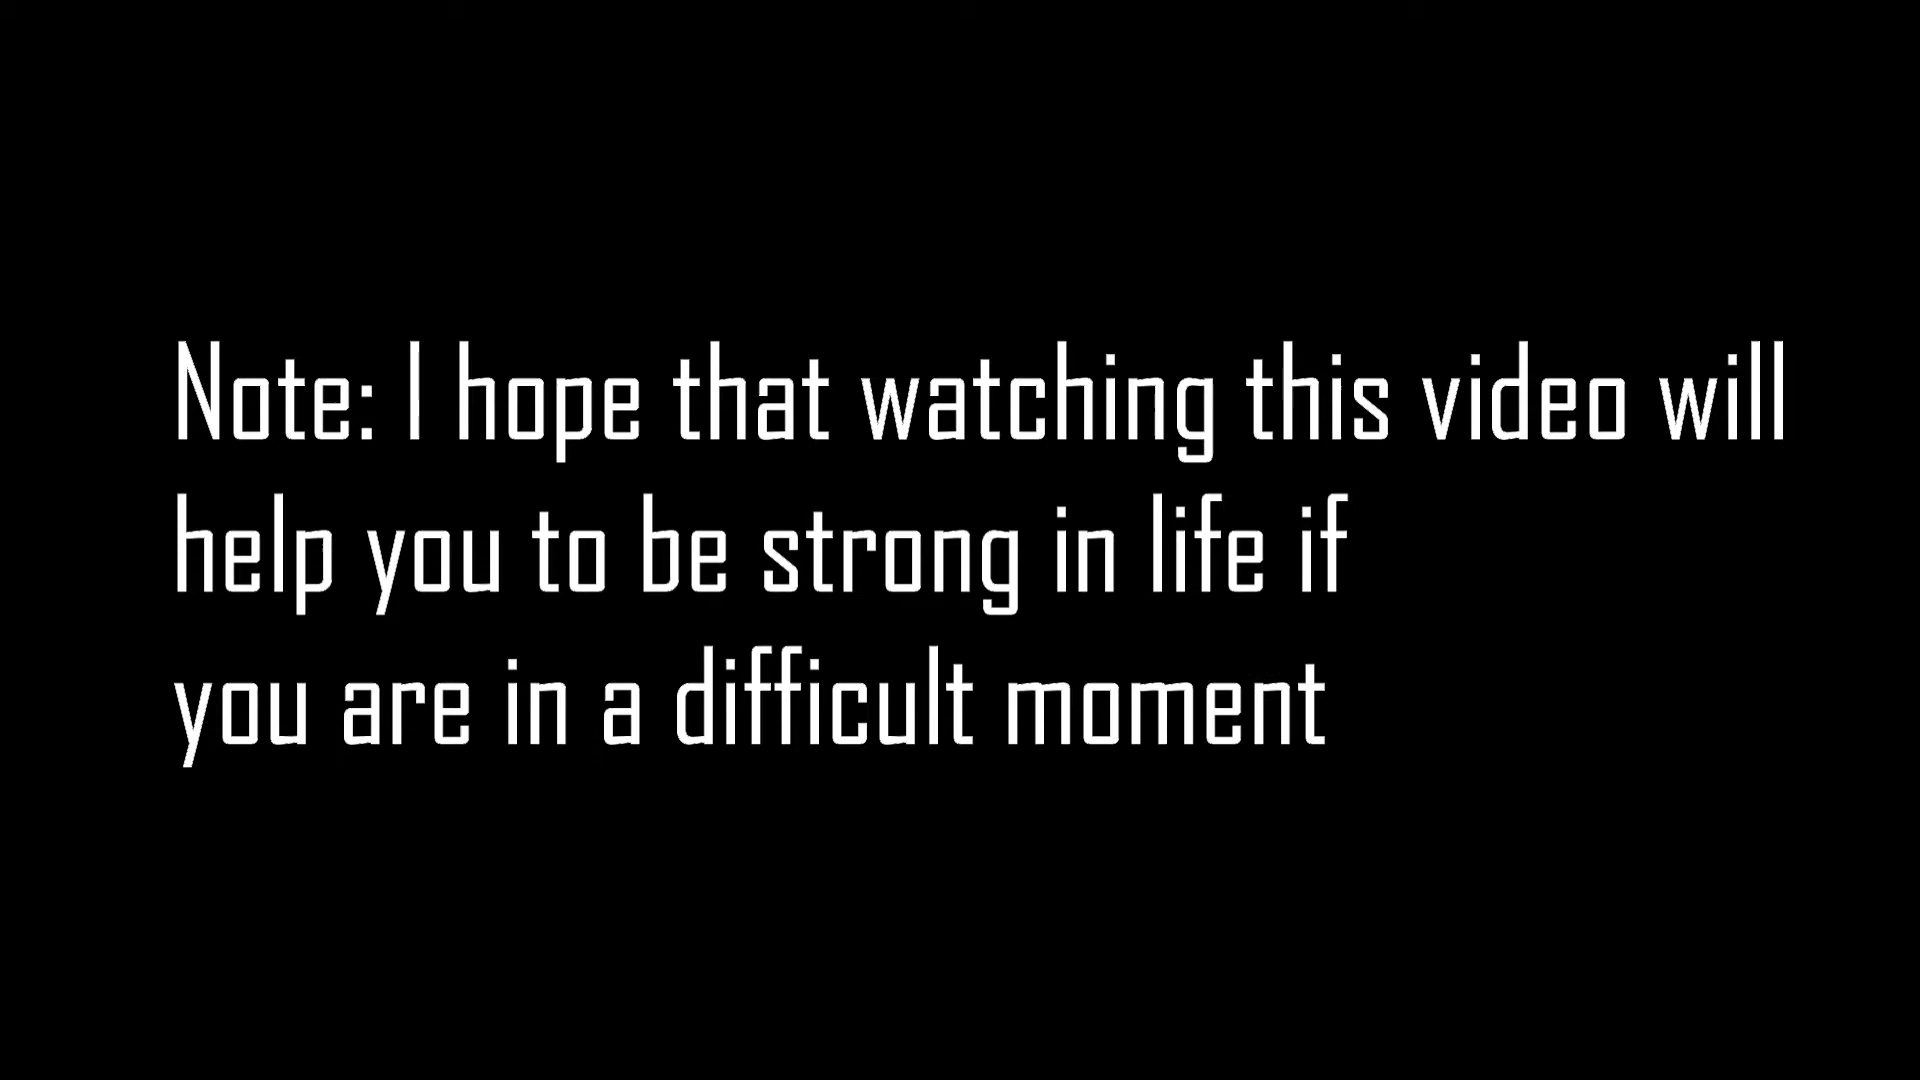 Note: I hope that watching this video will
help you to be strong in life if
you are in a difficult moment